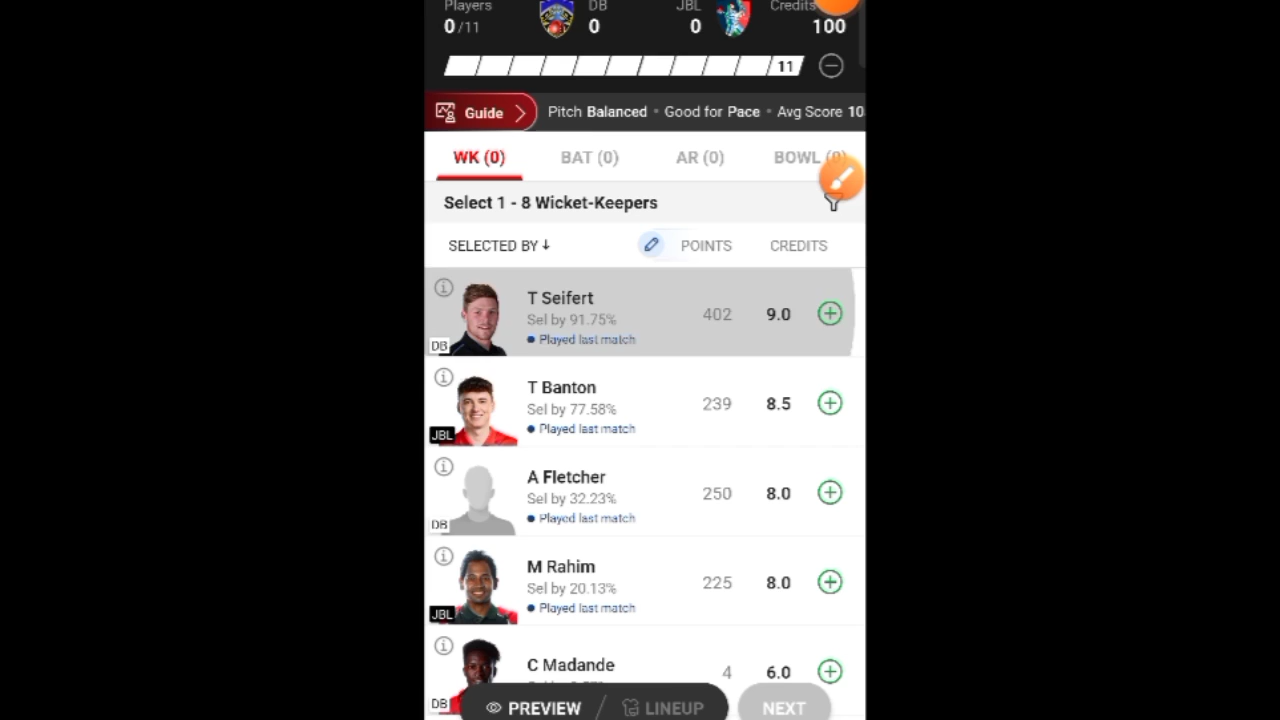 Players DB JBL Credits
0/11 0 0 100
11
Guide Pitch Balanced • Good for Pace • Avg Score 10
WK (0) BAT (0) AR (0) BOWL (0)
Select 1 - 8 Wicket-Keepers
SELECTED BY↓ POINTS CREDITS
T Seifert
Sel by 91.75% 402 9.0
DB • Played last match
T Banton
Sel by 77.58% 239 8.5
JBL • Played last match
A Fletcher
Sel by 32.23% 250 8.0
DB • Played last match
M Rahim
Sel by 20.13% 225 8.0
JBL • Played last match
C Madande 4 6.0
DB
PREVIEW / LINEUP NEXT